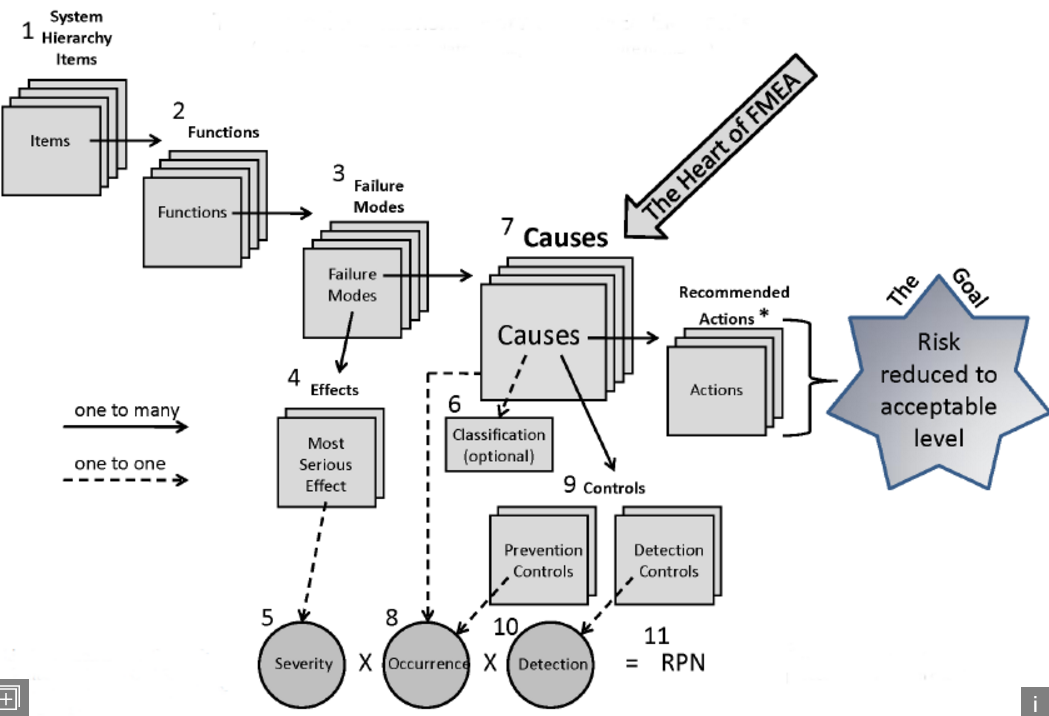 1
System
Hierarchy
Items
Items
2
Functions
Functions
3
Failure
Modes
Failure
Modes
The Heart of FMEA
7
Causes
Causes
Recommended
Actions *
Actions
The Goal
Risk
reduced to
acceptable
level
4
Effects
Most
Serious
Effect
one to many
one to one
6
Classification
(optional)
9 Controls
Prevention
Controls
Detection
Controls
5
8
10
11
Severity X Occurrence X Detection = RPN
i